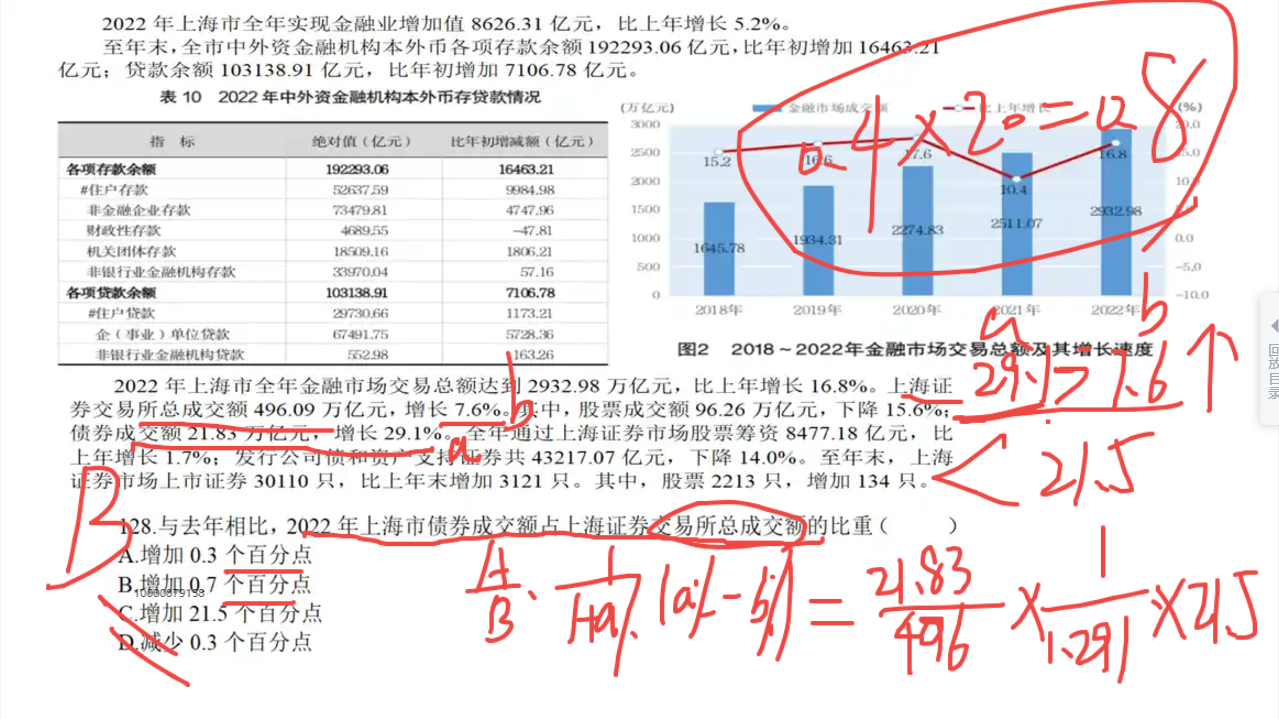 2022 年上海市全年实现金融业增加值 8626.31 亿元，比上年增长 5.2%。
至年末，全市中外资金融机构本外币各项存款余额 192293.06 亿元，比年初增加 16463.21
亿元；贷款余额 103138.91 亿元，比年初增加 7106.78 亿元。
表 10 2022 年中外资金融机构本外币存贷款情况
指 标 绝对值（亿元） 比年初增减额（亿元）
各项存款余额 192293.06 16463.21
#住户存款 52637.59 9984.98
非金融企业存款 73479.81 4747.96
财政性存款 4689.55 -47.81
机关团体存款 18509.16 1806.21
非银行业金融机构存款 33970.04 57.16
各项贷款余额 103138.91 7106.78
#住户贷款 29730.66 1173.21
企（事业）单位贷款 67491.75 5728.36
非银行业金融机构贷款 552.98 163.26
(万亿元) 金融市场成交额 比上年增长 (%)
3000 20.0
2500 15.0
2000 10.0
1500
1000 0.0
500 -5.0
0 -10.0
15.2 16.6 17.6 10.4 16.8
1645.78 1934.31 2274.83 2511.07 2932.98
2018年 2019年 2020年 2021年 2022年
图2 2018～2022年金融市场交易总额及其增长速度
0.4×20=0.8
a b
29.1>7.6↑
<21.5
2022 年上海市全年金融市场交易总额达到 2932.98 万亿元，比上年增长 16.8%。上海证
券交易所总成交额 496.09 万亿元，增长 7.6%。其中，股票成交额 96.26 万亿元，下降 15.6%；
债券成交额 21.83 万亿元，增长 29.1%。全年通过上海证券市场股票筹资 8477.18 亿元，比
上年增长 1.7%；发行公司债和资产支持证券共 43217.07 亿元，下降 14.0%。至年末，上海
证券市场上市证券 30110 只，比上年末增加 3121 只。其中，股票 2213 只，增加 134 只。
b
a
B
128.与去年相比，2022 年上海市债券成交额占上海证券交易所总成交额的比重（ ）
A.增加 0.3 个百分点
B.增加 0.7 个百分点
C.增加 21.5 个百分点
D.减少 0.3 个百分点
A/B · 1/1+a% |a%-b%| = 21.83/496 × 1/1.291 × 21.5
回放目录